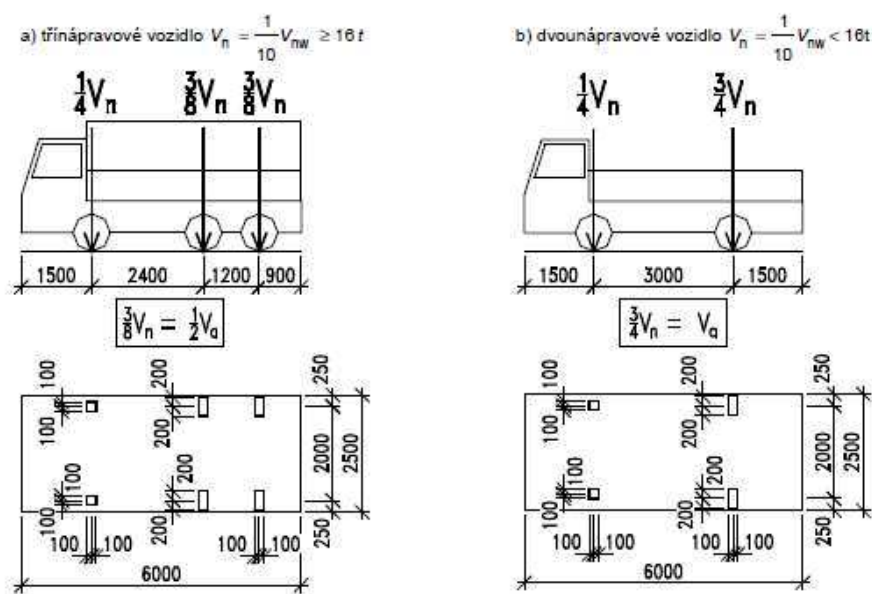 a) třínápravové vozidlo V_n = 1/10 V_nw ≥ 16 t
1/4 V_n 3/8 V_n 3/8 V_n
1500 2400 1200 900
3/8 V_n = 1/2 V_q
100 200 250
100 200
2000 2500
100 200
100 200 250
100 100 100 100
6000
b) dvounápravové vozidlo V_n = 1/10 V_nw < 16t
1/4 V_n 3/4 V_n
1500 3000 1500
3/4 V_n = V_q
100 200 250
100 200
2000 2500
100 200
100 200 250
100 100 100 100
6000